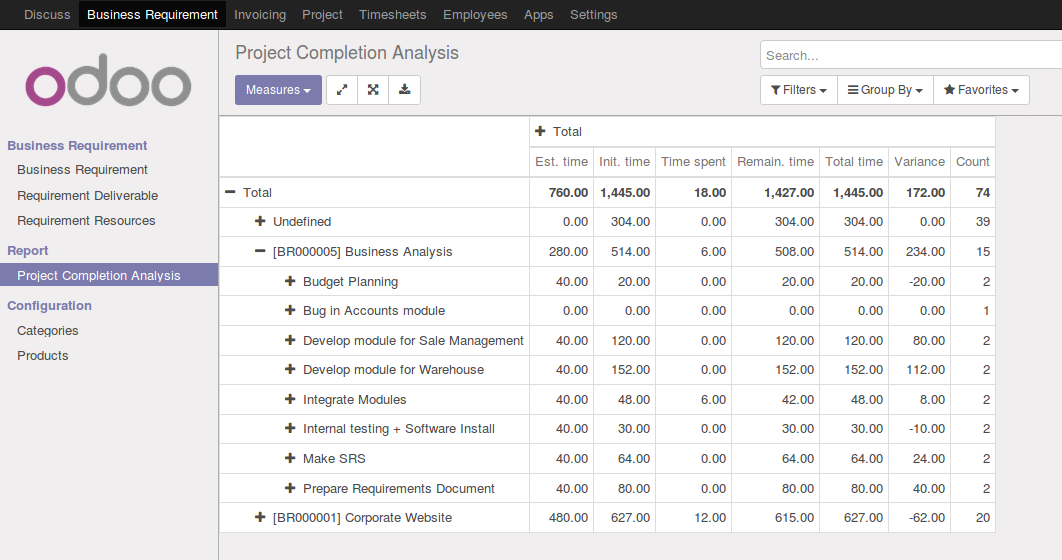 Discuss Business Requirement Invoicing Project Timesheets Employees Apps Settings
odoo
Business Requirement
Business Requirement
Requirement Deliverable
Requirement Resources
Report
Project Completion Analysis
Configuration
Categories
Products
Project Completion Analysis
Search...
Measures
Filters Group By Favorites
Total
Est. time Init. time Time spent Remain. time Total time Variance Count
Total 760.00 1,445.00 18.00 1,427.00 1,445.00 172.00 74
Undefined 0.00 304.00 0.00 304.00 304.00 0.00 39
[BR000005] Business Analysis 280.00 514.00 6.00 508.00 514.00 234.00 15
Budget Planning 40.00 20.00 0.00 20.00 20.00 -20.00 2
Bug in Accounts module 0.00 0.00 0.00 0.00 0.00 0.00 1
Develop module for Sale Management 40.00 120.00 0.00 120.00 120.00 80.00 2
Develop module for Warehouse 40.00 152.00 0.00 152.00 152.00 112.00 2
Integrate Modules 40.00 48.00 6.00 42.00 48.00 8.00 2
Internal testing + Software Install 40.00 30.00 0.00 30.00 30.00 -10.00 2
Make SRS 40.00 64.00 0.00 64.00 64.00 24.00 2
Prepare Requirements Document 40.00 80.00 0.00 80.00 80.00 40.00 2
[BR000001] Corporate Website 480.00 627.00 12.00 615.00 627.00 -62.00 20